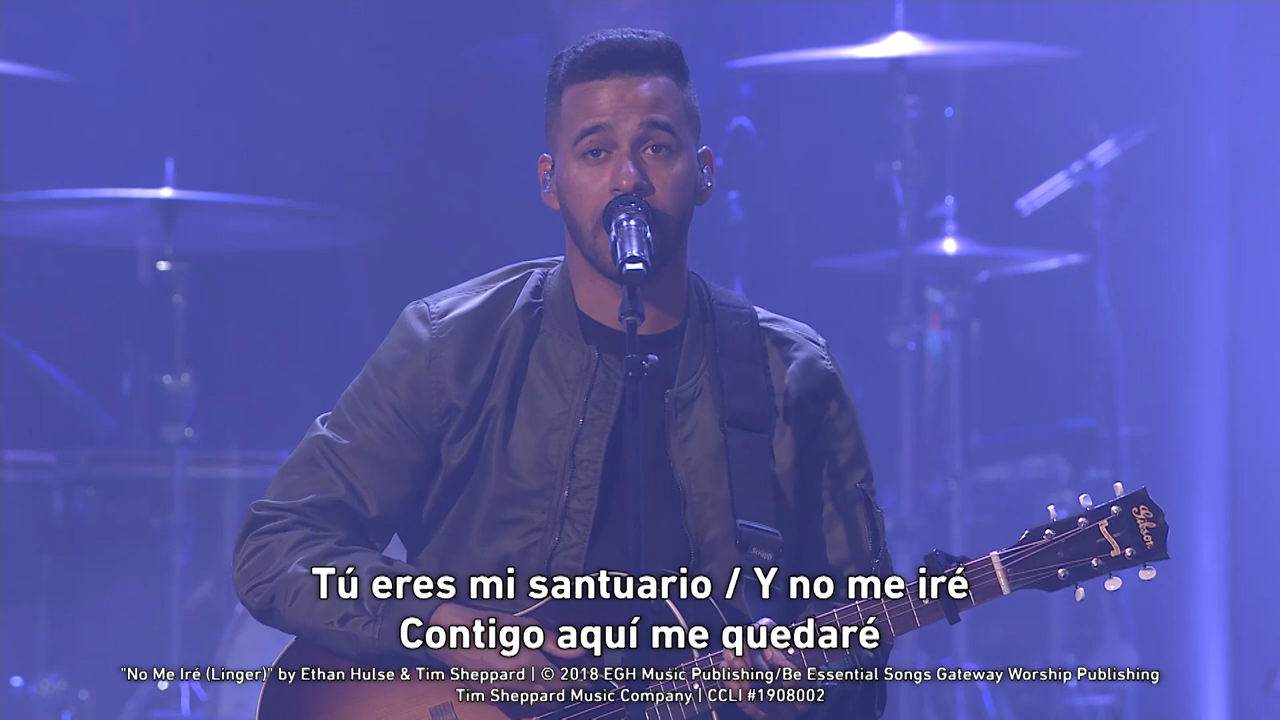 Gibson
Tú eres mi santuario / Y no me iré
Contigo aquí me quedaré
"No Me Iré (Linger)" by Ethan Hulse & Tim Sheppard | © 2018 EGH Music Publishing/Be Essential Songs Gateway Worship Publishing
Tim Sheppard Music Company | CCLI #1908002